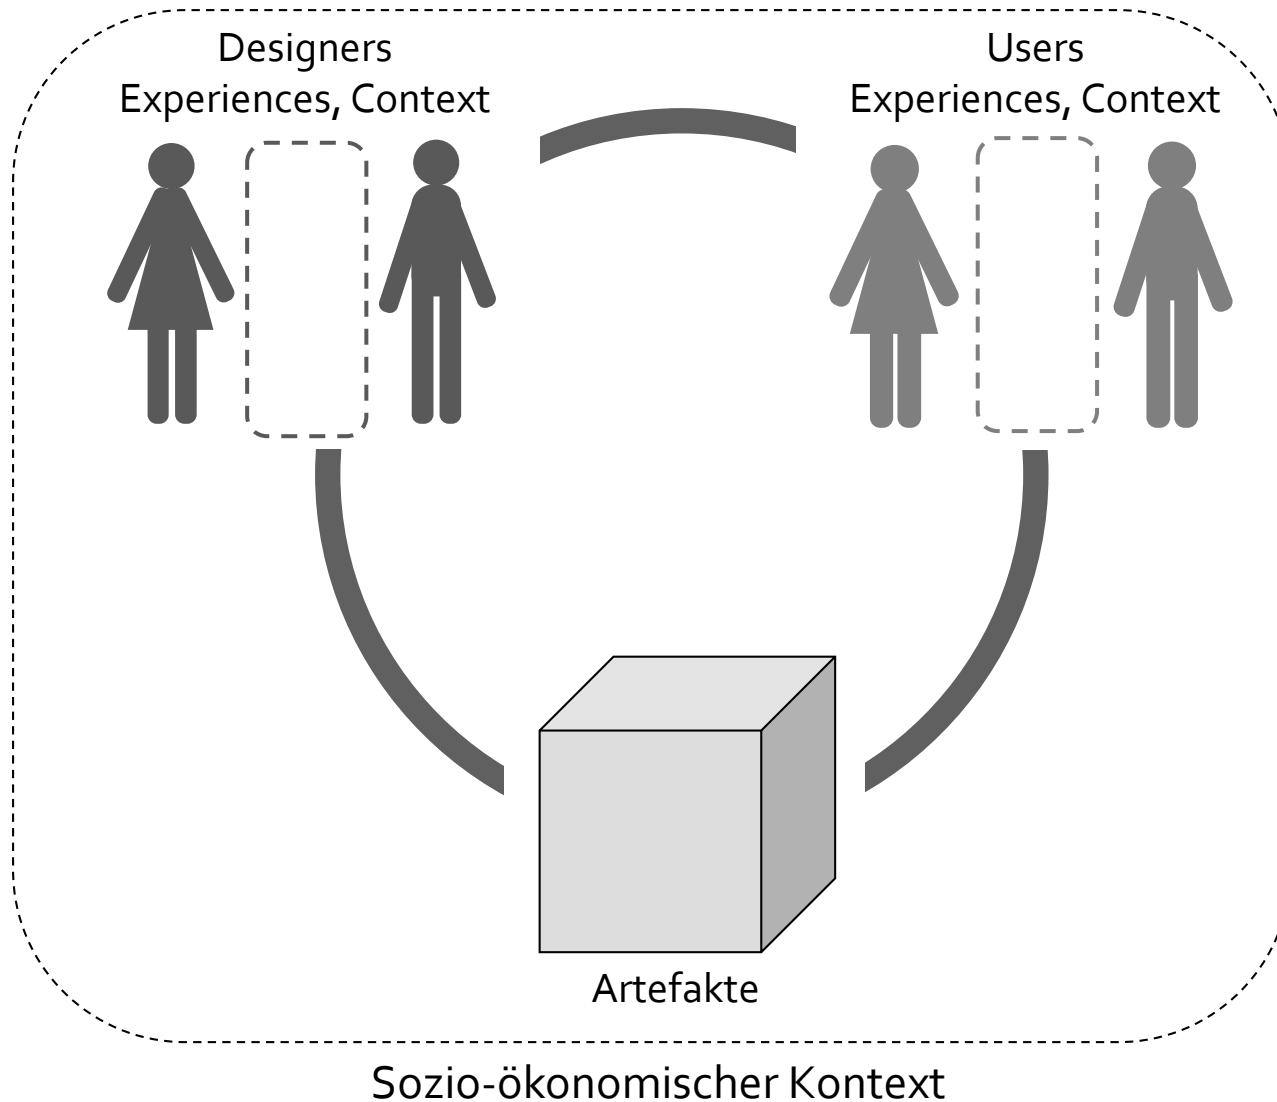 Designers
Experiences, Context
Users
Experiences, Context
Artefakte
Sozio-ökonomischer Kontext